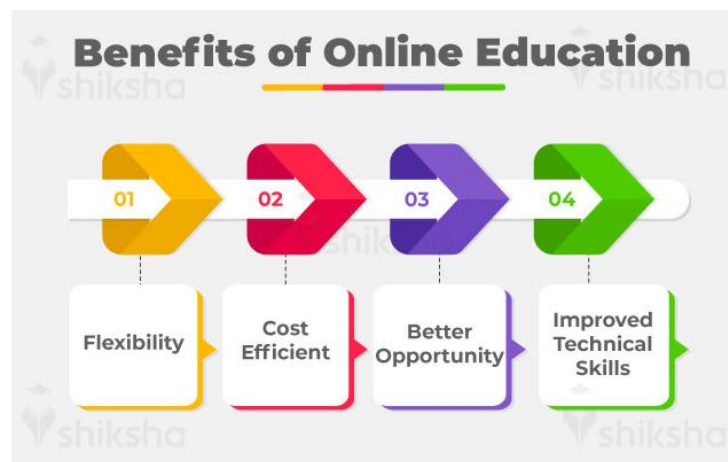 Benefits of Online Education
shiksha
shiksha
01
02
03
04
shiksha
Flexibility
Cost
Efficient
Better
Opportunity
Improved
Technical
Skills
shiksha
shiksha